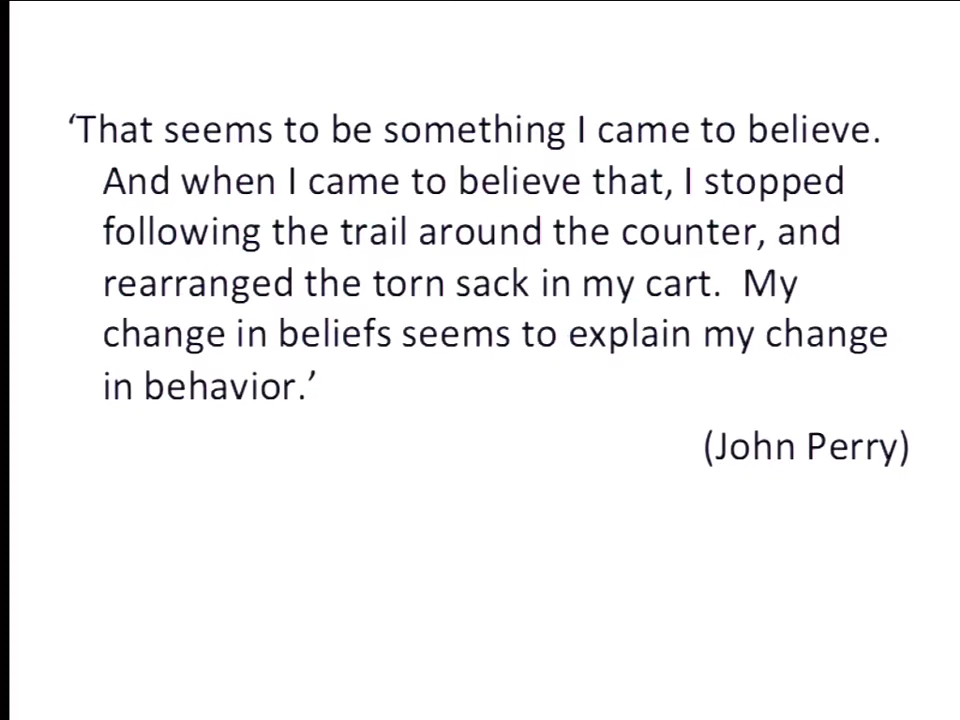 ‘That seems to be something I came to believe.
And when I came to believe that, I stopped
following the trail around the counter, and
rearranged the torn sack in my cart.  My
change in beliefs seems to explain my change
in behavior.’
(John Perry)